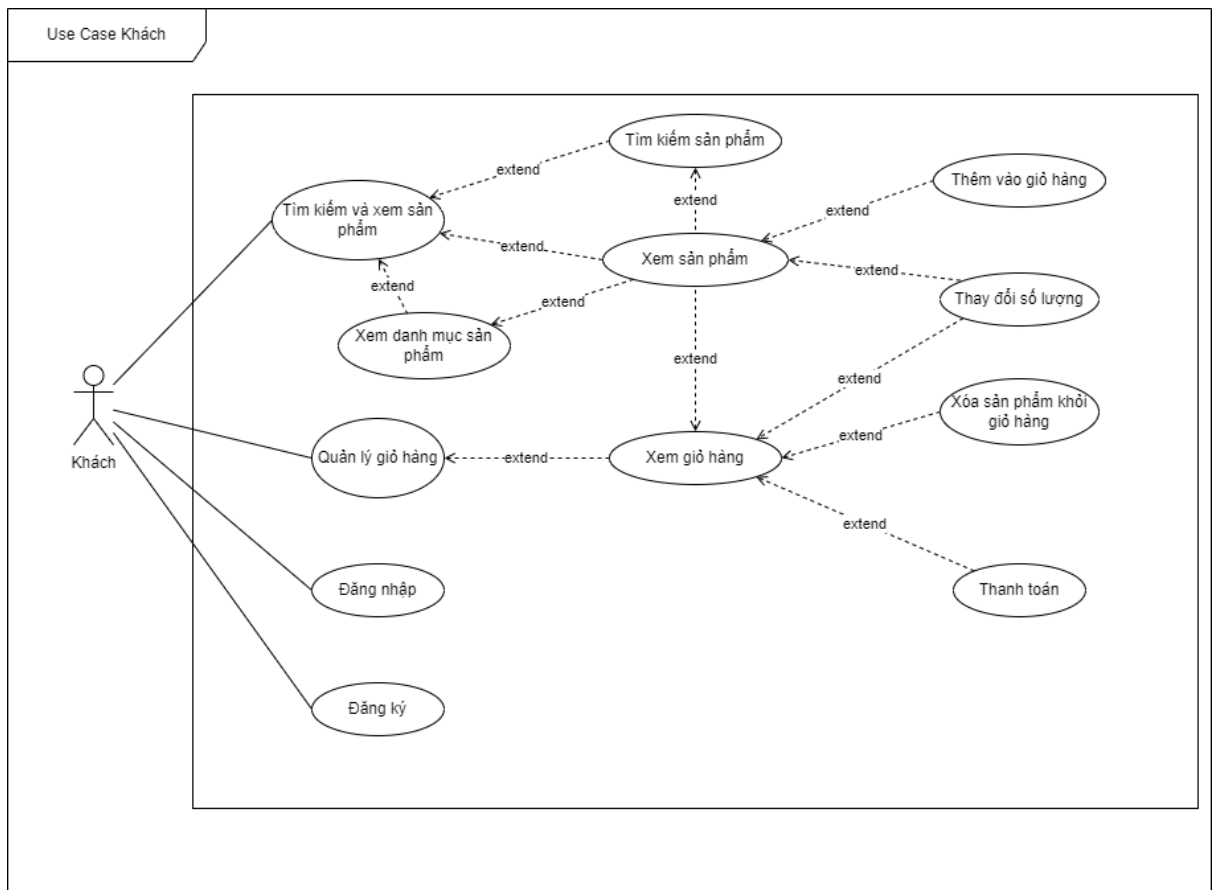 Use Case Khách
Tìm kiếm sản phẩm
extend
Thêm vào giỏ hàng
Tìm kiếm và xem sản
phẩm
extend
extend
extend
Xem sản phẩm
extend
extend
Thay đổi số lượng
extend
Xem danh mục sản
phẩm
extend
extend
Xóa sản phẩm khỏi
giỏ hàng
extend
Khách
Quản lý giỏ hàng
extend
Xem giỏ hàng
extend
Đăng nhập
Thanh toán
Đăng ký